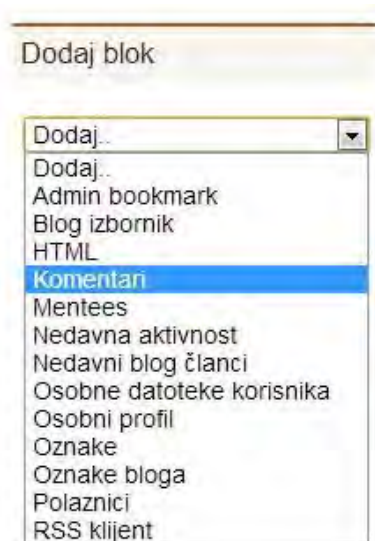 Dodaj blok
Dodaj..
Dodaj..
Admin bookmark
Blog izbornik
HTML
Komentari
Mentees
Nedavna aktivnost
Nedavni blog članci
Osobne datoteke korisnika
Osobni profil
Oznake
Oznake bloga
Polaznici
RSS klijent